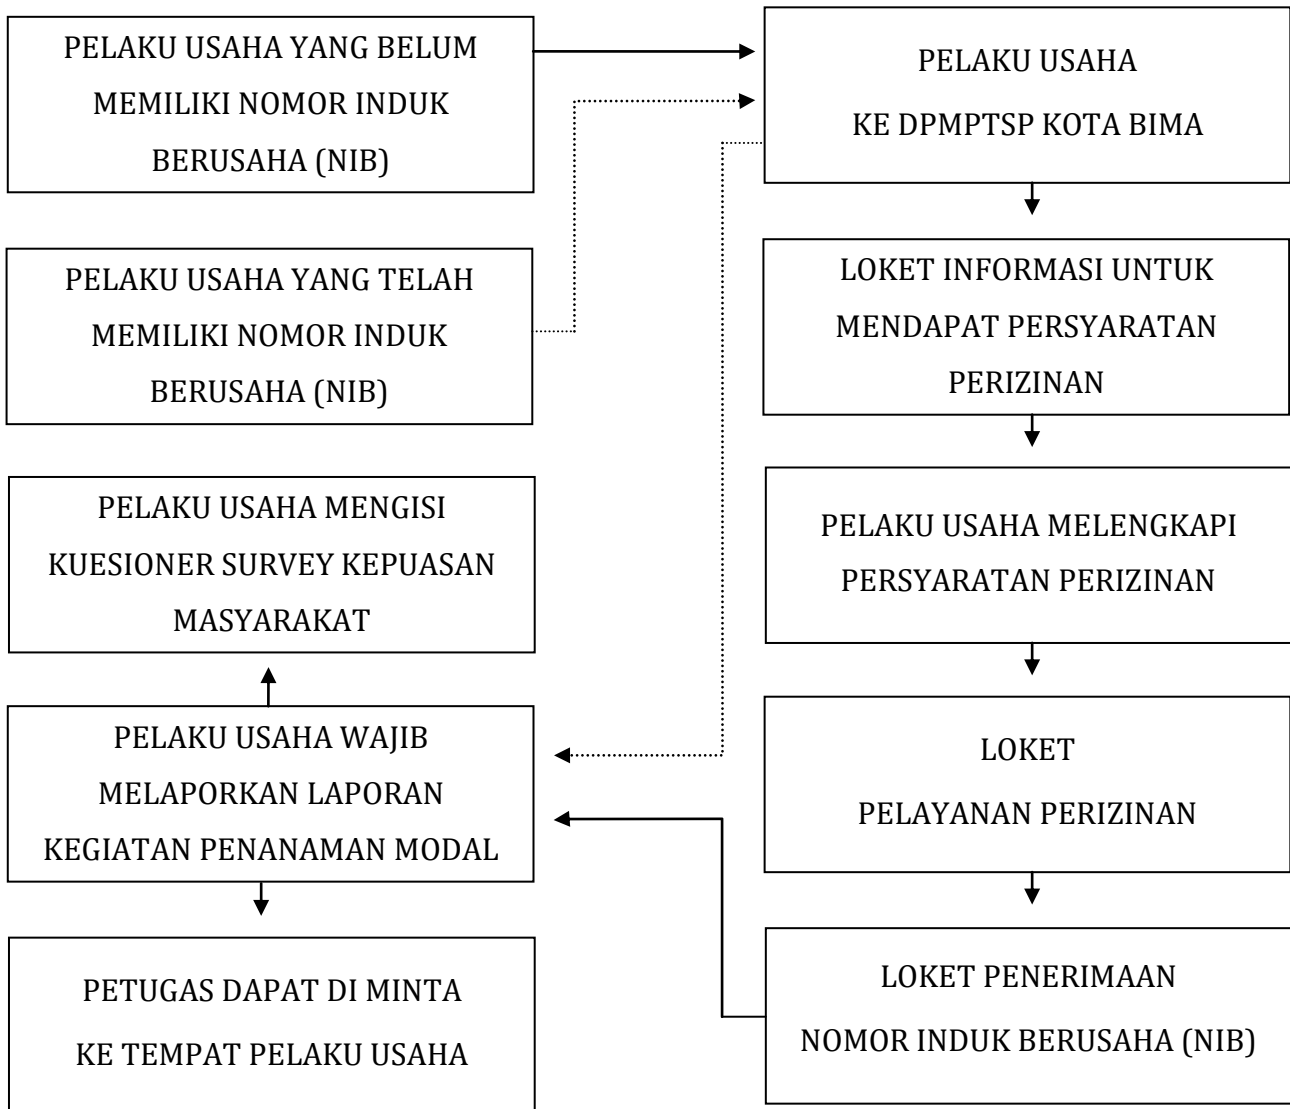 PELAKU USAHA YANG BELUM
MEMILIKI NOMOR INDUK
BERUSAHA (NIB)
PELAKU USAHA
KE DPMPTSP KOTA BIMA
PELAKU USAHA YANG TELAH
MEMILIKI NOMOR INDUK
BERUSAHA (NIB)
LOKET INFORMASI UNTUK
MENDAPAT PERSYARATAN
PERIZINAN
PELAKU USAHA MENGISI
KUESIONER SURVEY KEPUASAN
MASYARAKAT
PELAKU USAHA MELENGKAPI
PERSYARATAN PERIZINAN
PELAKU USAHA WAJIB
MELAPORKAN LAPORAN
KEGIATAN PENANAMAN MODAL
LOKET
PELAYANAN PERIZINAN
PETUGAS DAPAT DI MINTA
KE TEMPAT PELAKU USAHA
LOKET PENERIMAAN
NOMOR INDUK BERUSAHA (NIB)